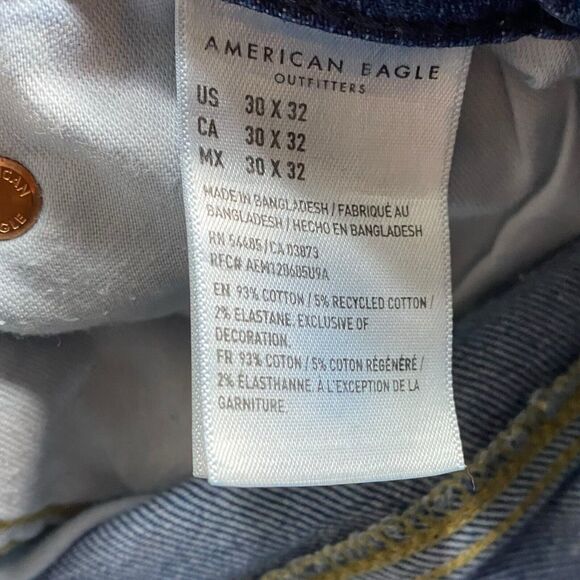 AMERICAN EAGLE
OUTFITTERS
US 30 X 32
CA 30 X 32
MX 30 X 32
MADE IN BANGLADESH / FABRIQUÉ AU
BANGLADESH / HECHO EN BANGLADESH
RN 54485 / CA 03873
RFC# AEM120605U9A
EN 93% COTTON / 5% RECYCLED COTTON /
2% ELASTANE. EXCLUSIVE OF
DECORATION.
FR 93% COTON / 5% COTON RÉGÉNÉRÉ /
2% ÉLASTHANNE. À L'EXCEPTION DE LA
GARNITURE.